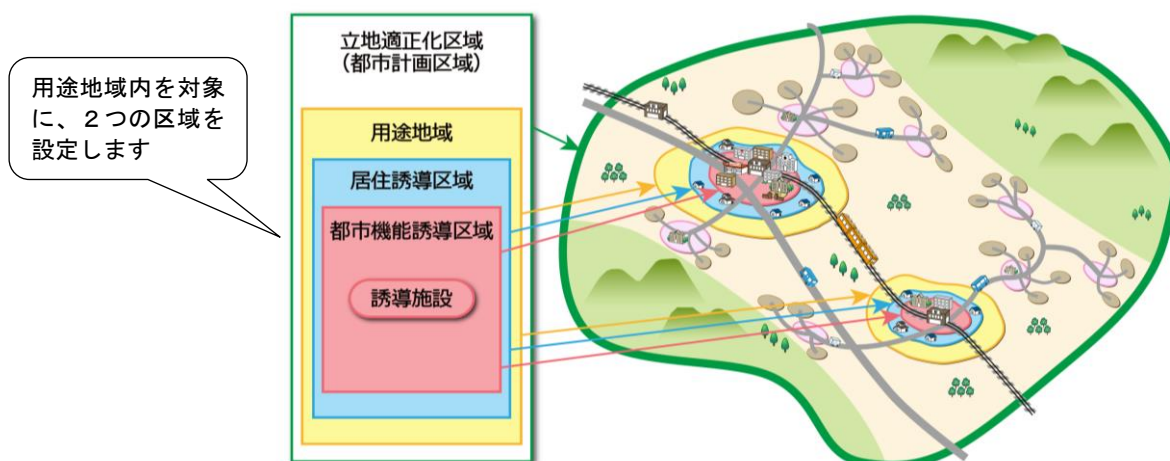 用途地域内を対象
に、２つの区域を
設定します
立地適正化区域
（都市計画区域）
用途地域
居住誘導区域
都市機能誘導区域
誘導施設